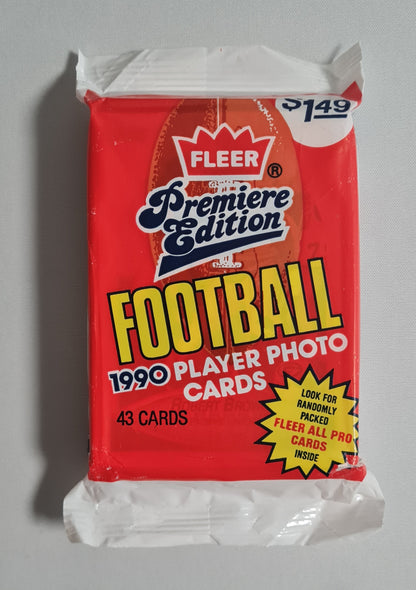 $1.49
FLEER®
Premiere
Edition
FOOTBALL
1990 PLAYER PHOTO
CARDS
43 CARDS
LOOK FOR
RANDOMLY
PACKED
FLEER ALL PRO
CARDS
INSIDE